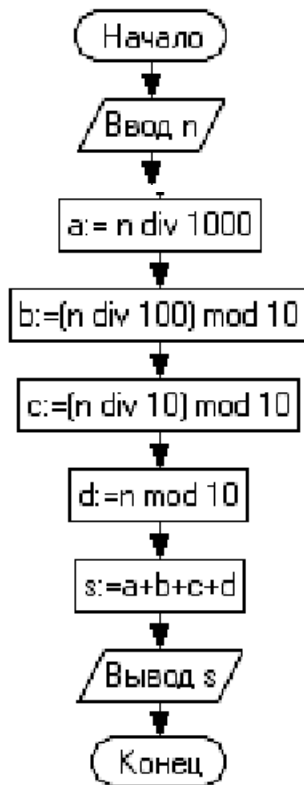 Начало
Ввод n
a:= n div 1000
b:=(n div 100) mod 10
c:=(n div 10) mod 10
d:=n mod 10
s:=a+b+c+d
Вывод s
Конец